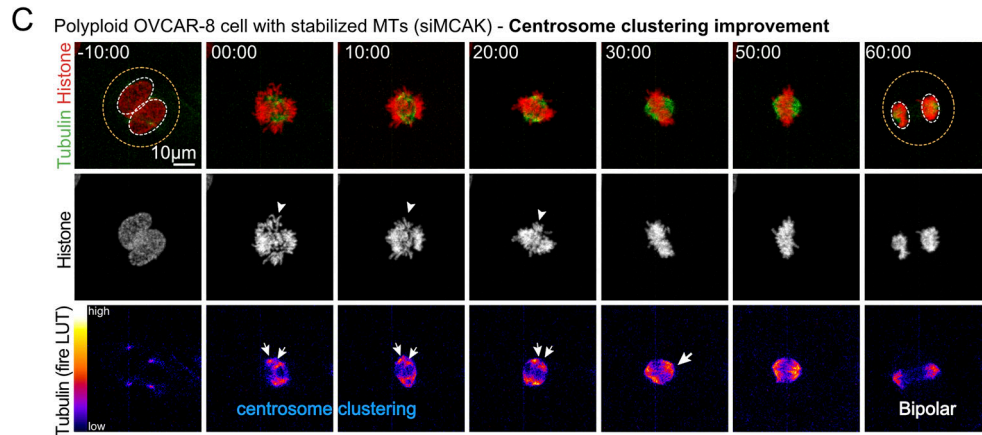 C Polyploid OVCAR-8 cell with stabilized MTs (siMCAK) - Centrosome clustering improvement
Tubulin Histone
-10:00 00:00 10:00 20:00 30:00 50:00 60:00
10µm
Histone
Tubulin (fire LUT)
high
low
centrosome clustering
Bipolar